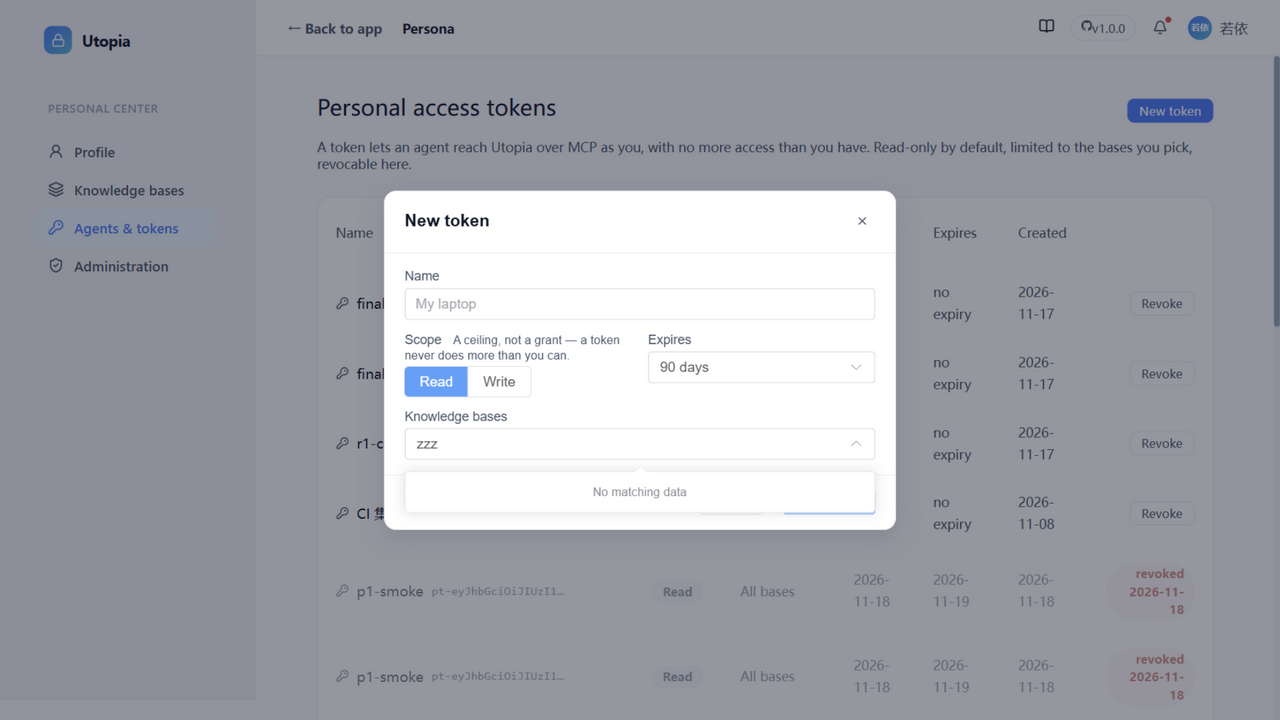 Utopia
← Back to app
Persona
v1.0.0
若依
若依
PERSONAL CENTER
Profile
Knowledge bases
Agents & tokens
Administration
Personal access tokens
New token
A token lets an agent reach Utopia over MCP as you, with no more access than you have. Read-only by default, limited to the bases you pick,
revocable here.
Name
Expires
Created
final
no
expiry
2026-
11-17
Revoke
final
no
expiry
2026-
11-17
Revoke
r1-c
no
expiry
2026-
11-17
Revoke
CI
no
expiry
2026-
11-08
Revoke
p1-smoke
pt-eyJhbGciOiJIUzI1…
Read
All bases
2026-
11-18
2026-
11-19
2026-
11-18
revoked
2026-11-
18
p1-smoke
pt-eyJhbGciOiJIUzI1…
Read
All bases
2026-
11-18
2026-
11-19
2026-
11-18
revoked
2026-11-
18
New token
Name
My laptop
Scope A ceiling, not a grant — a token
never does more than you can.
Read
Write
Expires
90 days
Knowledge bases
zzz
No matching data